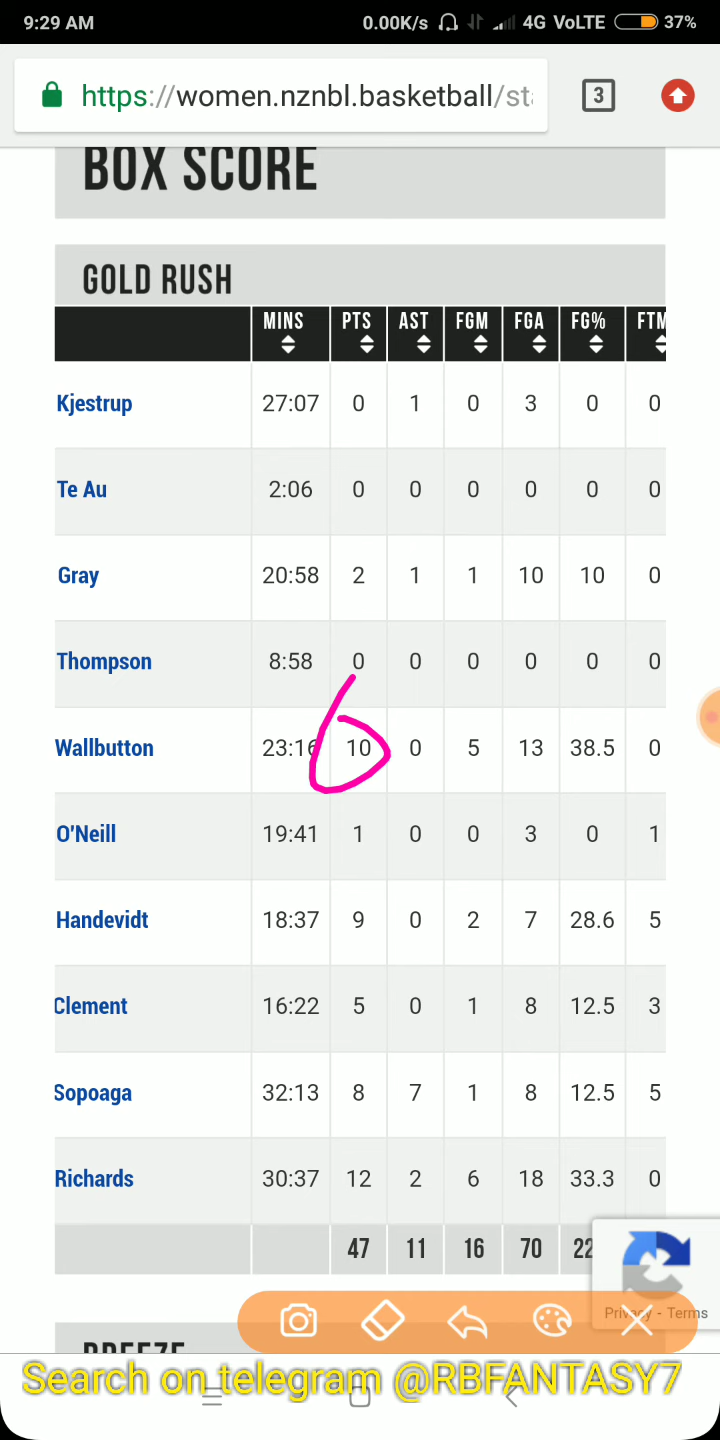 9:29 AM 0.00K/s 4G VoLTE 37%
https://women.nznbl.basketball/st 3
BOX SCORE
GOLD RUSH
MINS PTS AST FGM FGA FG% FTM
Kjestrup 27:07 0 1 0 3 0 0
Te Au 2:06 0 0 0 0 0 0
Gray 20:58 2 1 1 10 10 0
Thompson 8:58 0 0 0 0 0 0
Wallbutton 23:16 10 0 5 13 38.5 0
O'Neill 19:41 1 0 0 3 0 1
Handevidt 18:37 9 0 2 7 28.6 5
Clement 16:22 5 0 1 8 12.5 3
Sopoaga 32:13 8 7 1 8 12.5 5
Richards 30:37 12 2 6 18 33.3 0
47 11 16 70 22
Privacy - Terms
BREEZE
Search on telegram @RBFANTASY7